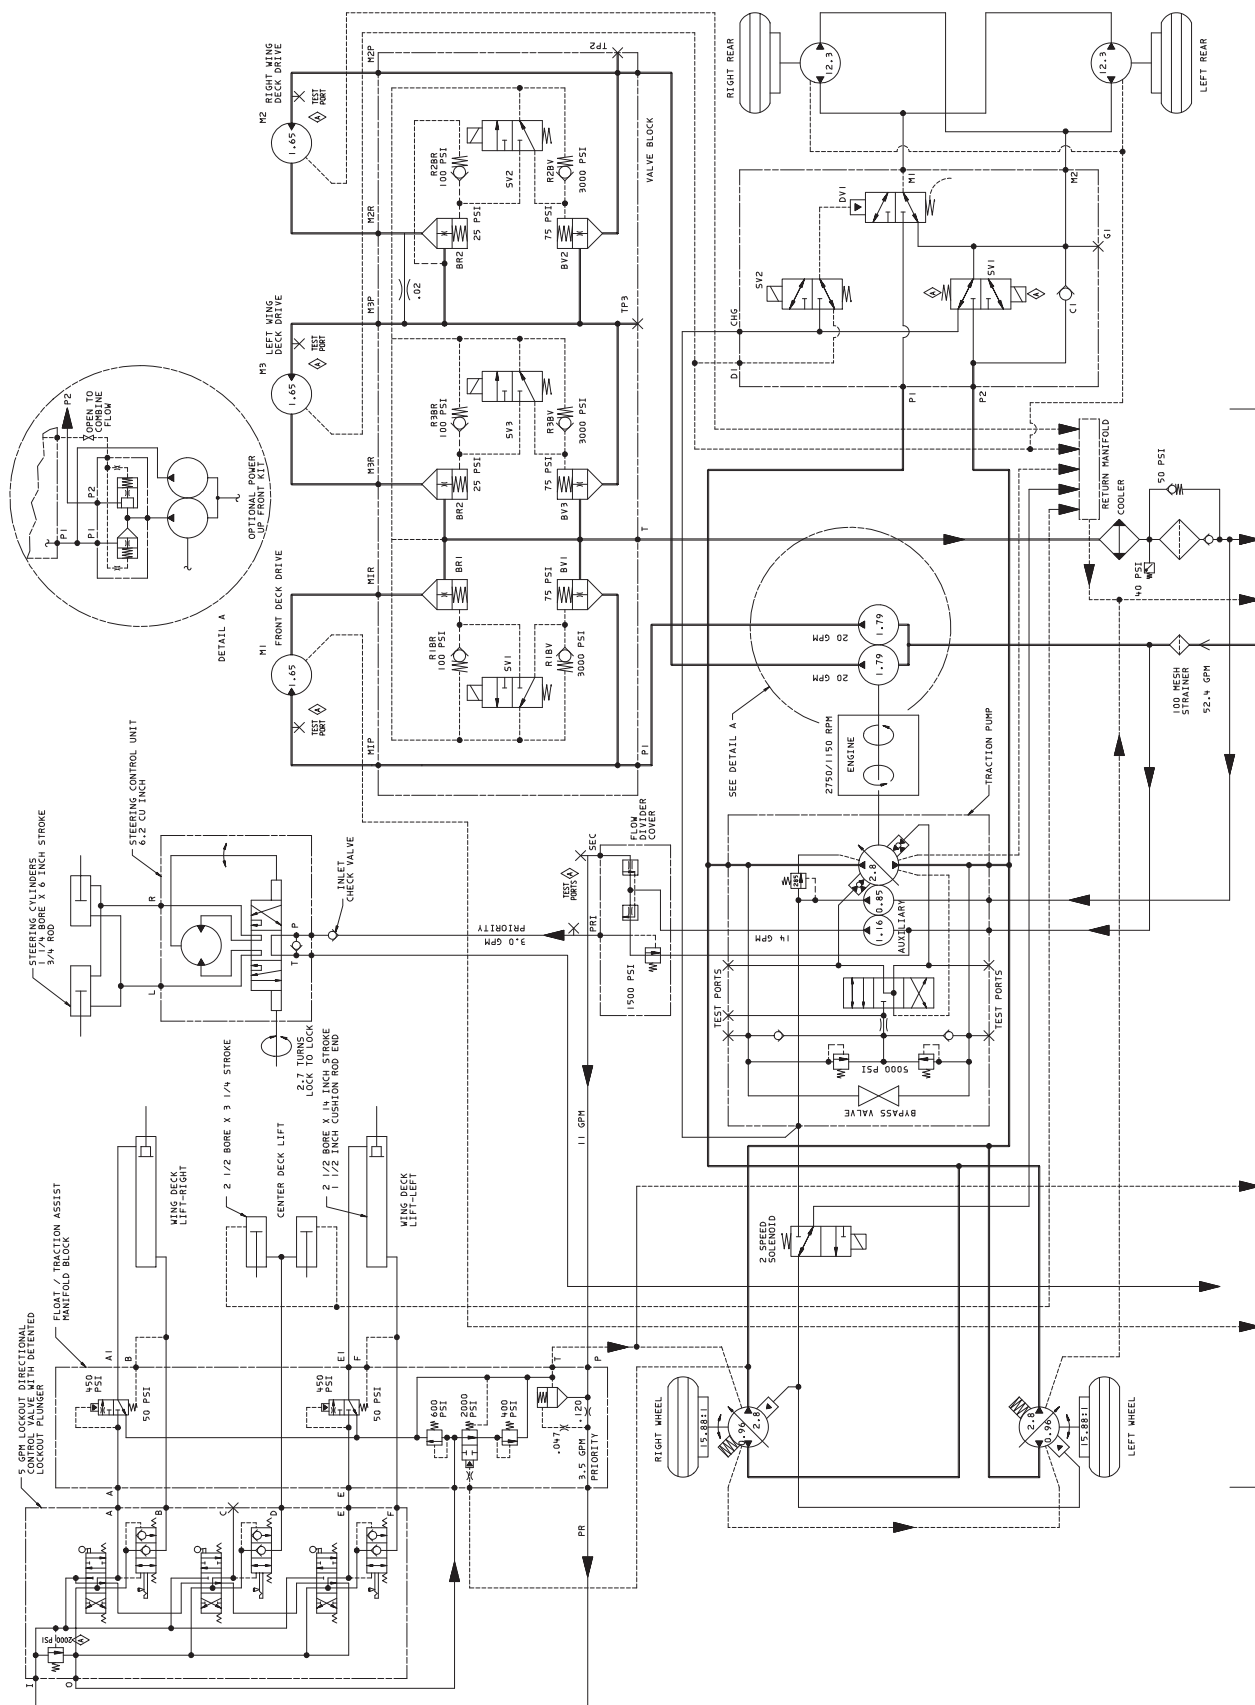 RIGHT WING
DECK DRIVE
M2
TEST
PORT
A
1.65
M2P
TP2
M2R
R2BR
100 PSI
SV2
R2BV
3000 PSI
BR2
25 PSI
75 PSI
BV2
VALVE BLOCK
.02
LEFT WING
DECK DRIVE
M3
TEST
PORT
A
1.65
M3P
TP3
M3R
R3BR
100 PSI
SV3
R3BV
3000 PSI
BR2
25 PSI
75 PSI
BV3
T
FRONT DECK DRIVE
M1
TEST
PORT
A
1.65
M1R
M1P
BR1
75 PSI
BV1
R1BR
100 PSI
SV1
R1BV
3000 PSI
P1
DETAIL A
OPTIONAL POWER
UP FRONT KIT
OPEN TO
COMBINE
FLOW
P2
P1
P1
P2
RIGHT REAR
12.3
LEFT REAR
12.3
M1
M2
DV1
SV2
SV1
A
A
C1
G1
CHG
D1
P1
P2
RETURN MANIFOLD
COOLER
50 PSI
40 PSI
100 MESH
STRAINER
52.4 GPM
1.79
1.79
20 GPM
20 GPM
SEE DETAIL A
ENGINE
2750/1150 RPM
TRACTION PUMP
2.8
285
0.85
1.16
AUXILIARY
14 GPM
TEST PORTS
TEST PORTS
5000 PSI
BYPASS VALVE
STEERING CONTROL UNIT
6.2 CU INCH
STEERING CYLINDERS
1 1/4 BORE X 6 INCH STROKE
3/4 ROD
L
R
T
P
INLET
CHECK VALVE
2.7 TURNS
LOCK TO LOCK
3.0 GPM
PRIORITY
FLOW
DIVIDER
COVER
SEC
PRI
TEST
PORTS
A
1500 PSI
11 GPM
2 1/2 BORE X 3 1/4 STROKE
2 1/2 BORE X 14 INCH STROKE
1 1/2 INCH CUSHION ROD END
WING DECK
LIFT-RIGHT
CENTER DECK LIFT
WING DECK
LIFT-LEFT
FLOAT / TRACTION ASSIST
MANIFOLD BLOCK
5 GPM LOCKOUT DIRECTIONAL
CONTROL VALVE WITH DETENTED
LOCKOUT PLUNGER
A1
B
E1
F
T
P
450
PSI
50 PSI
450
PSI
50 PSI
600
PSI
2000
PSI
400
PSI
.047
.120
3.5 GPM
PRIORITY
A
E
PR
A
B
C
D
E
F
I
O
2000 PSI
A
2 SPEED
SOLENOID
RIGHT WHEEL
15.88:1
2.8
0.96
LEFT WHEEL
15.88:1
2.8
0.96